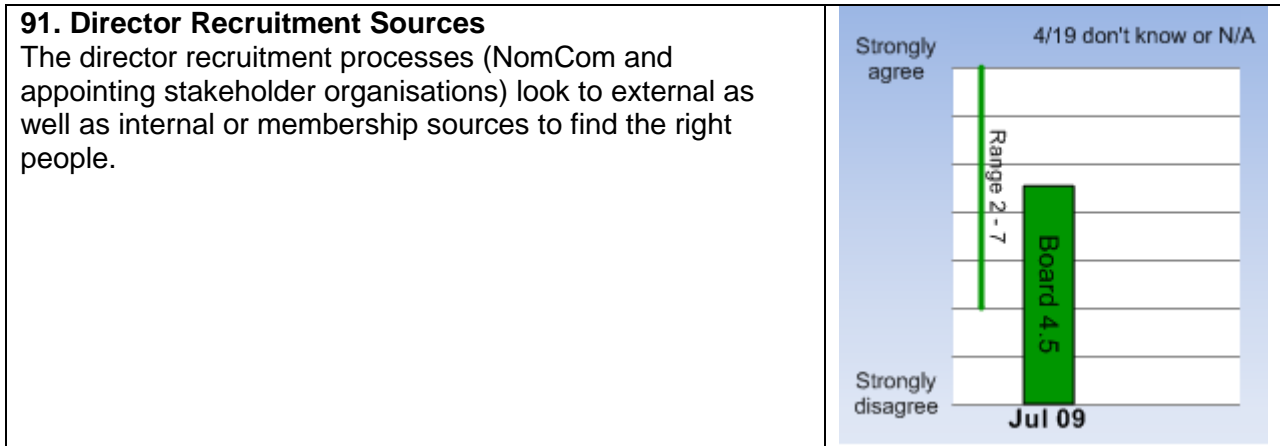 91. Director Recruitment Sources
The director recruitment processes (NomCom and
appointing stakeholder organisations) look to external as
well as internal or membership sources to find the right
people.
4/19 don't know or N/A
Strongly
agree
Range 2 - 7
Board 4.5
Strongly
disagree
Jul 09